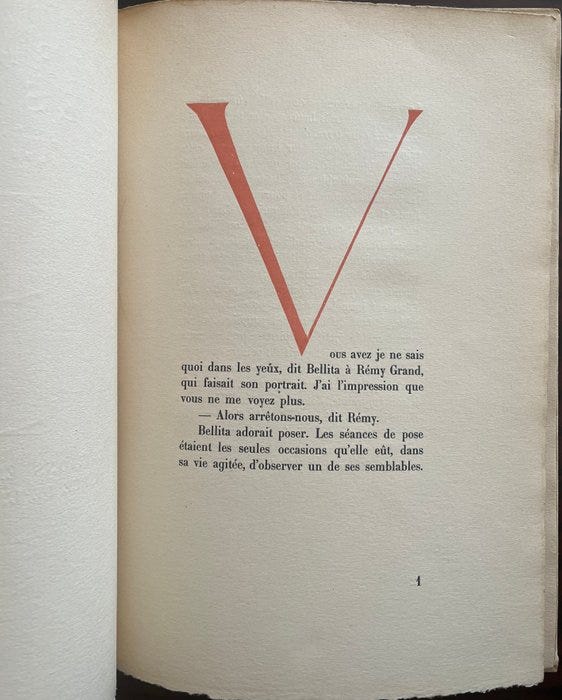 Vous avez je ne sais
quoi dans les yeux, dit Bellita à Rémy Grand,
qui faisait son portrait. J'ai l'impression que
vous ne me voyez plus.
— Alors arrêtons-nous, dit Rémy.
Bellita adorait poser. Les séances de pose
étaient les seules occasions qu'elle eût, dans
sa vie agitée, d'observer un de ses semblables.
1